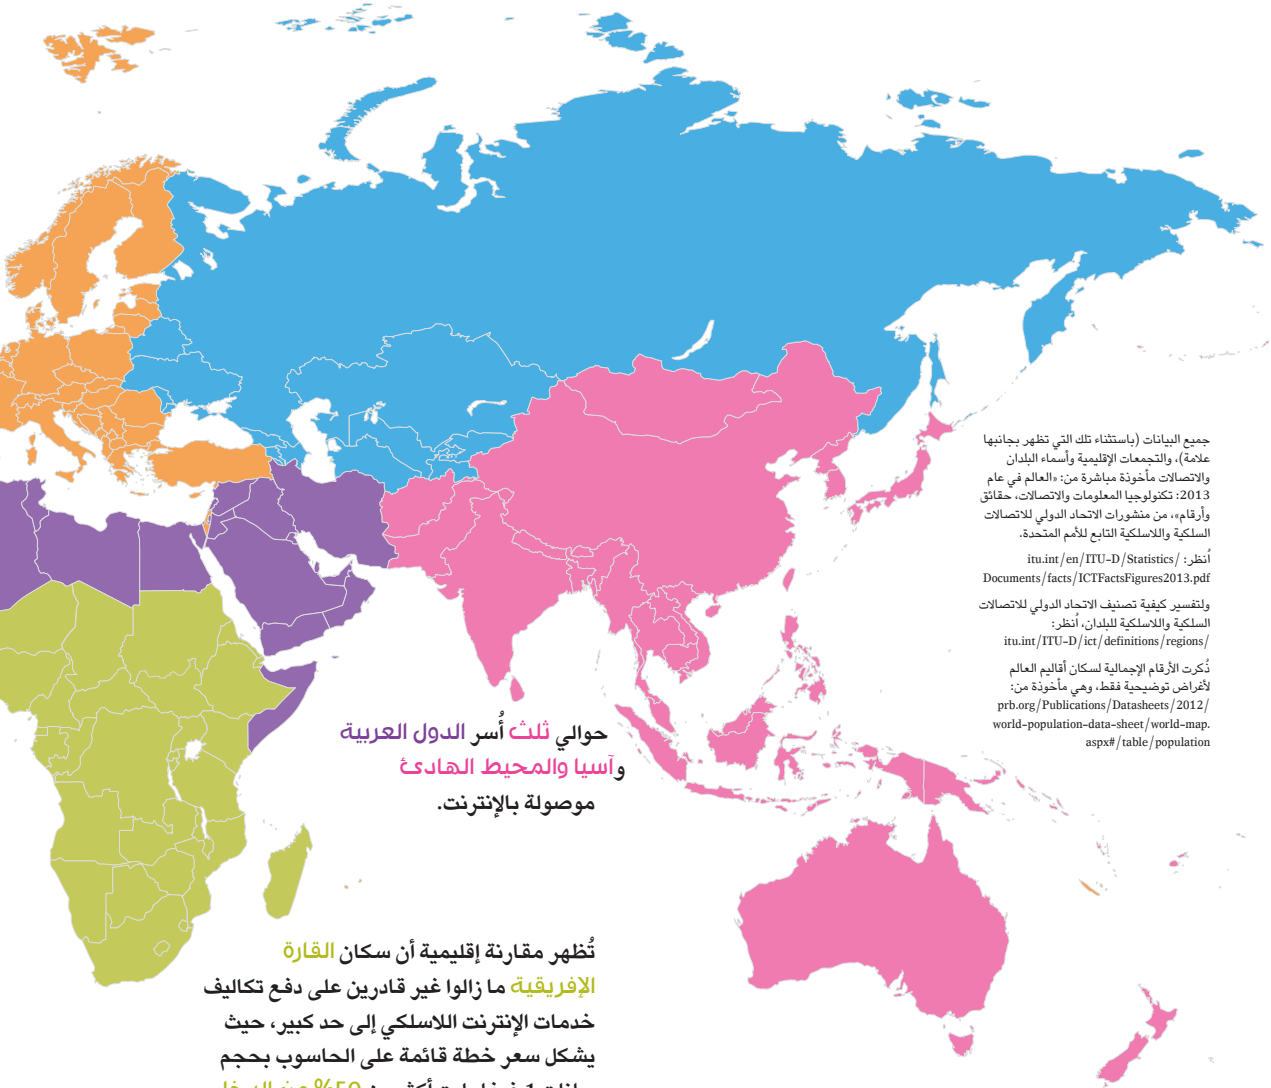 جميع البيانات (باستثناء تلك التي تظهر بجانبها
علامة)، والتجمعات الإقليمية وأسماء البلدان
والاتصالات مأخوذة مباشرة من: «العالم في عام
2013: تكنولوجيا المعلومات والاتصالات، حقائق
وأرقام»، من منشورات الاتحاد الدولي للاتصالات
السلكية واللاسلكية التابع للأمم المتحدة.
أنظر: itu.int/en/ITU-D/Statistics/
Documents/facts/ICTFactsFigures2013.pdf
ولتفسير كيفية تصنيف الاتحاد الدولي للاتصالات
السلكية واللاسلكية للبلدان، أنظر:
itu.int/ITU-D/ict/definitions/regions/
ذُكرت الأرقام الإجمالية لسكان أقاليم العالم
لأغراض توضيحية فقط، وهي مأخوذة من:
prb.org/Publications/Datasheets/2012/
world-population-data-sheet/world-map.
aspx#/table/population
حوالي ثلث أُسر الدول العربية
وآسيا والمحيط الهادئ
موصولة بالإنترنت.
تُظهر مقارنة إقليمية أن سكان القارة
الإفريقية ما زالوا غير قادرين على دفع تكاليف
خدمات الإنترنت اللاسلكي إلى حد كبير، حيث
يشكل سعر خطة قائمة على الحاسوب بحجم